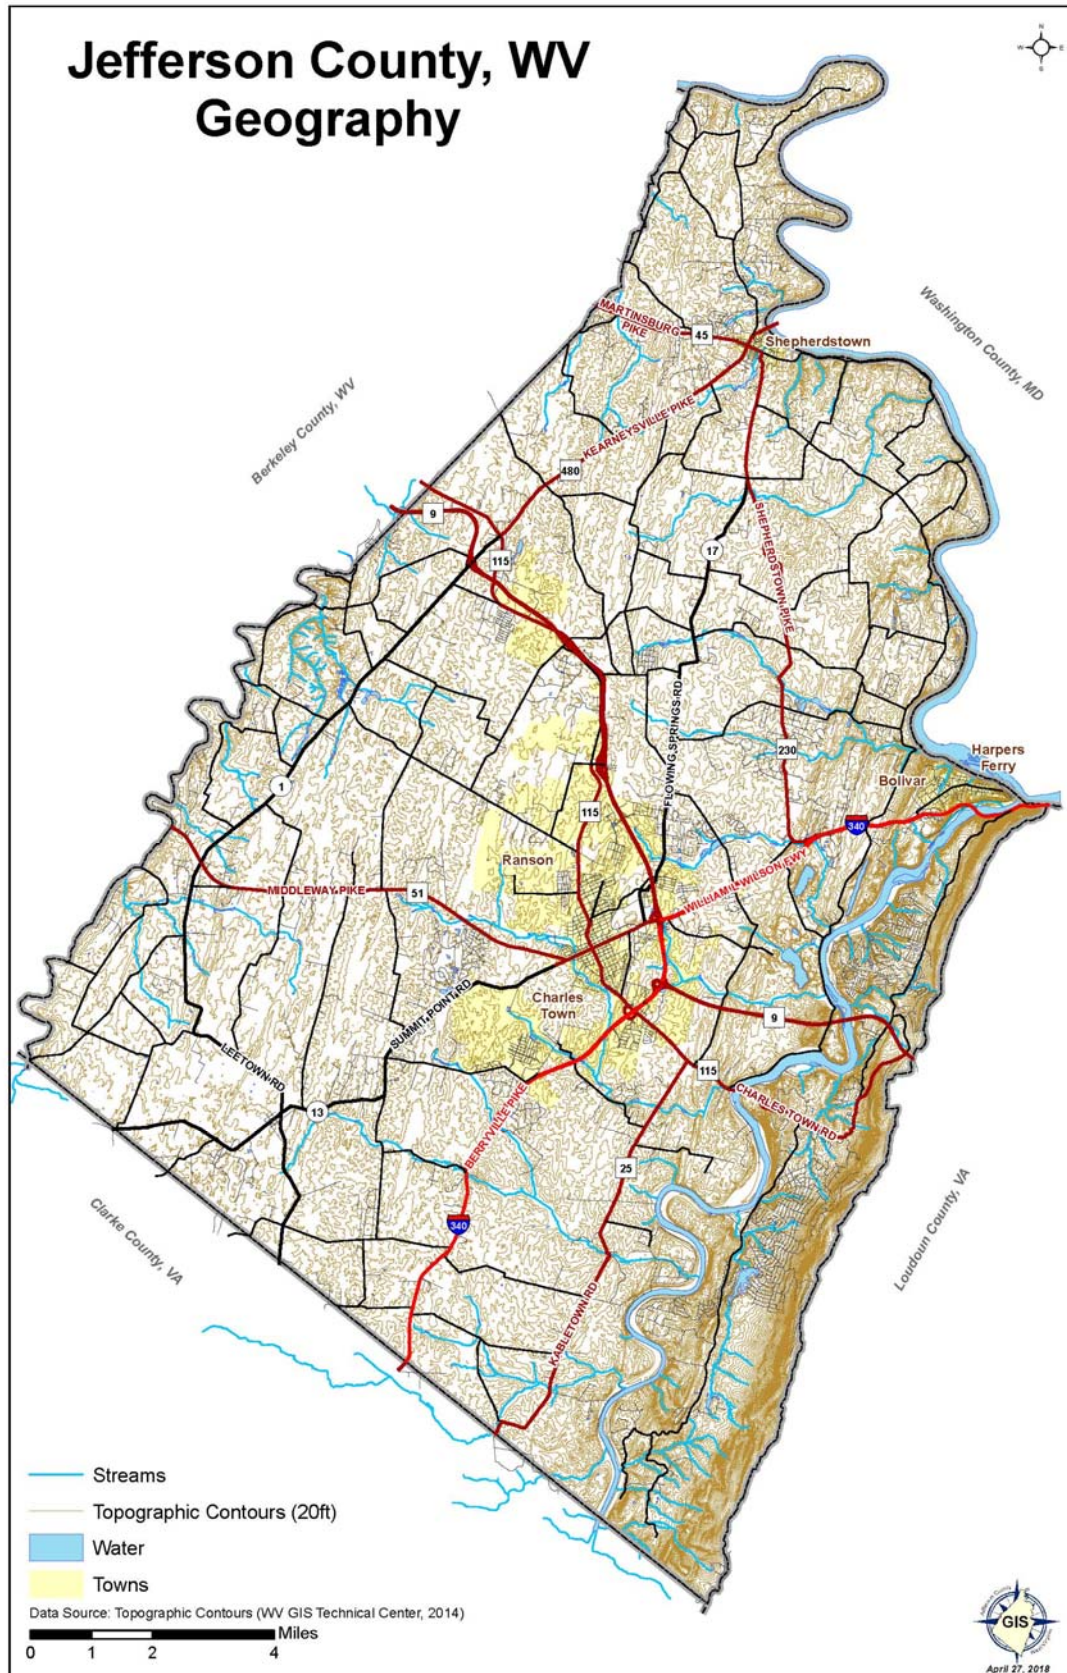 Jefferson County, WV
Geography
N
W
E
S
MARTINSBURG
PIKE
45
Shepherdstown
Washington County, MD
Berkeley County, WV
KEARNEYSVILLE PIKE
480
9
115
17
SHEPHERDSTOWN PIKE
FLOWING SPRINGS RD
230
Harpers
Ferry
Bolivar
1
115
340
Ranson
WILLIAM L WILSON FWY
MIDDLEWAY PIKE
51
SUMMIT POINT RD
Charles
Town
9
LEETOWN RD
115
CHARLES TOWN RD
13
BERRYVILLE PIKE
25
340
Clarke County, VA
Loudoun County, VA
KABLETOWN RD
Streams
Topographic Contours (20ft)
Water
Towns
Data Source: Topographic Contours (WV GIS Technical Center, 2014)
Miles
0 1 2 4
GIS
April 27, 2018